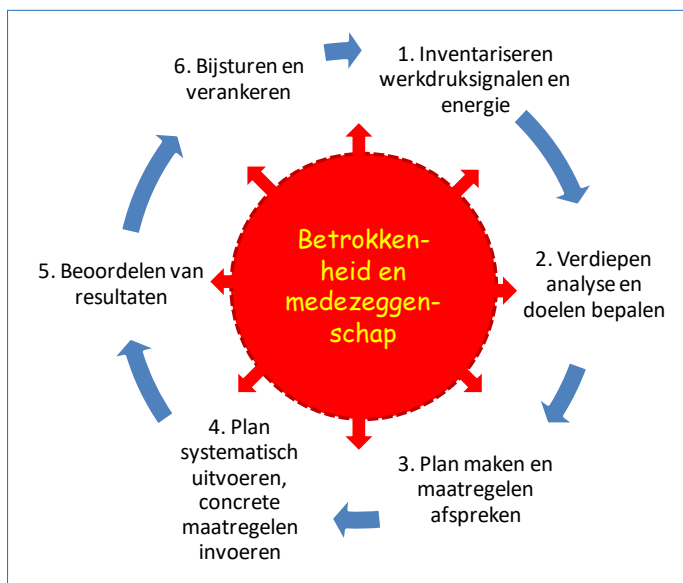 1. Inventariseren
werkdruksignalen en
energie
2. Verdiepen
analyse en
doelen bepalen
3. Plan maken en
maatregelen
afspreken
4. Plan
systematisch
uitvoeren,
concrete
maatregelen
invoeren
5. Beoordelen van
resultaten
6. Bijsturen en
verankeren
Betrokken-
heid en
medezeggen-
schap